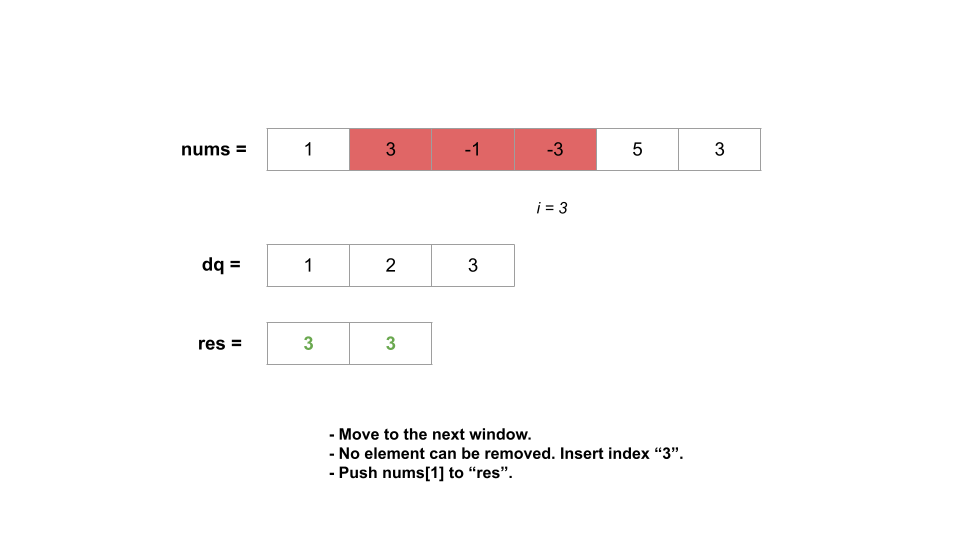 nums = 1 3 -1 -3 5 3
i = 3
dq = 1 2 3
res = 3 3
- Move to the next window.
- No element can be removed. Insert index “3”.
- Push nums[1] to “res”.